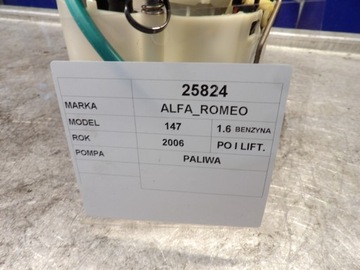 25824
MARKA ALFA_ROMEO
MODEL 147 1.6 BENZYNA
ROK 2006 PO I LIFT.
POMPA PALIWA